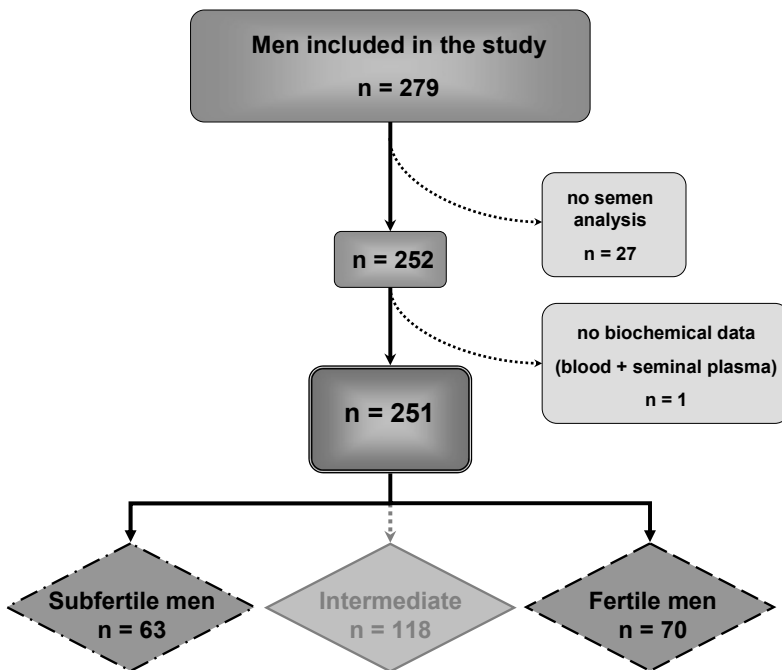 Men included in the study
n = 279
no semen
analysis
n = 27
n = 252
no biochemical data
(blood + seminal plasma)
n = 1
n = 251
Subfertile men
n = 63
Intermediate
n = 118
Fertile men
n = 70